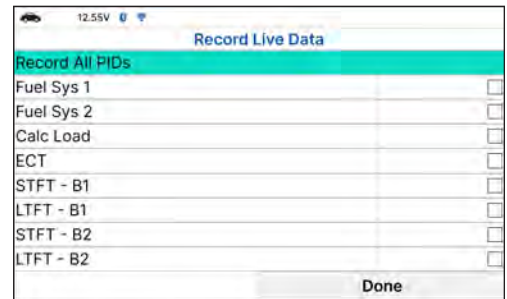 12.55V
Record Live Data
Record All PIDs
Fuel Sys 1
Fuel Sys 2
Calc Load
ECT
STFT - B1
LTFT - B1
STFT - B2
LTFT - B2
Done